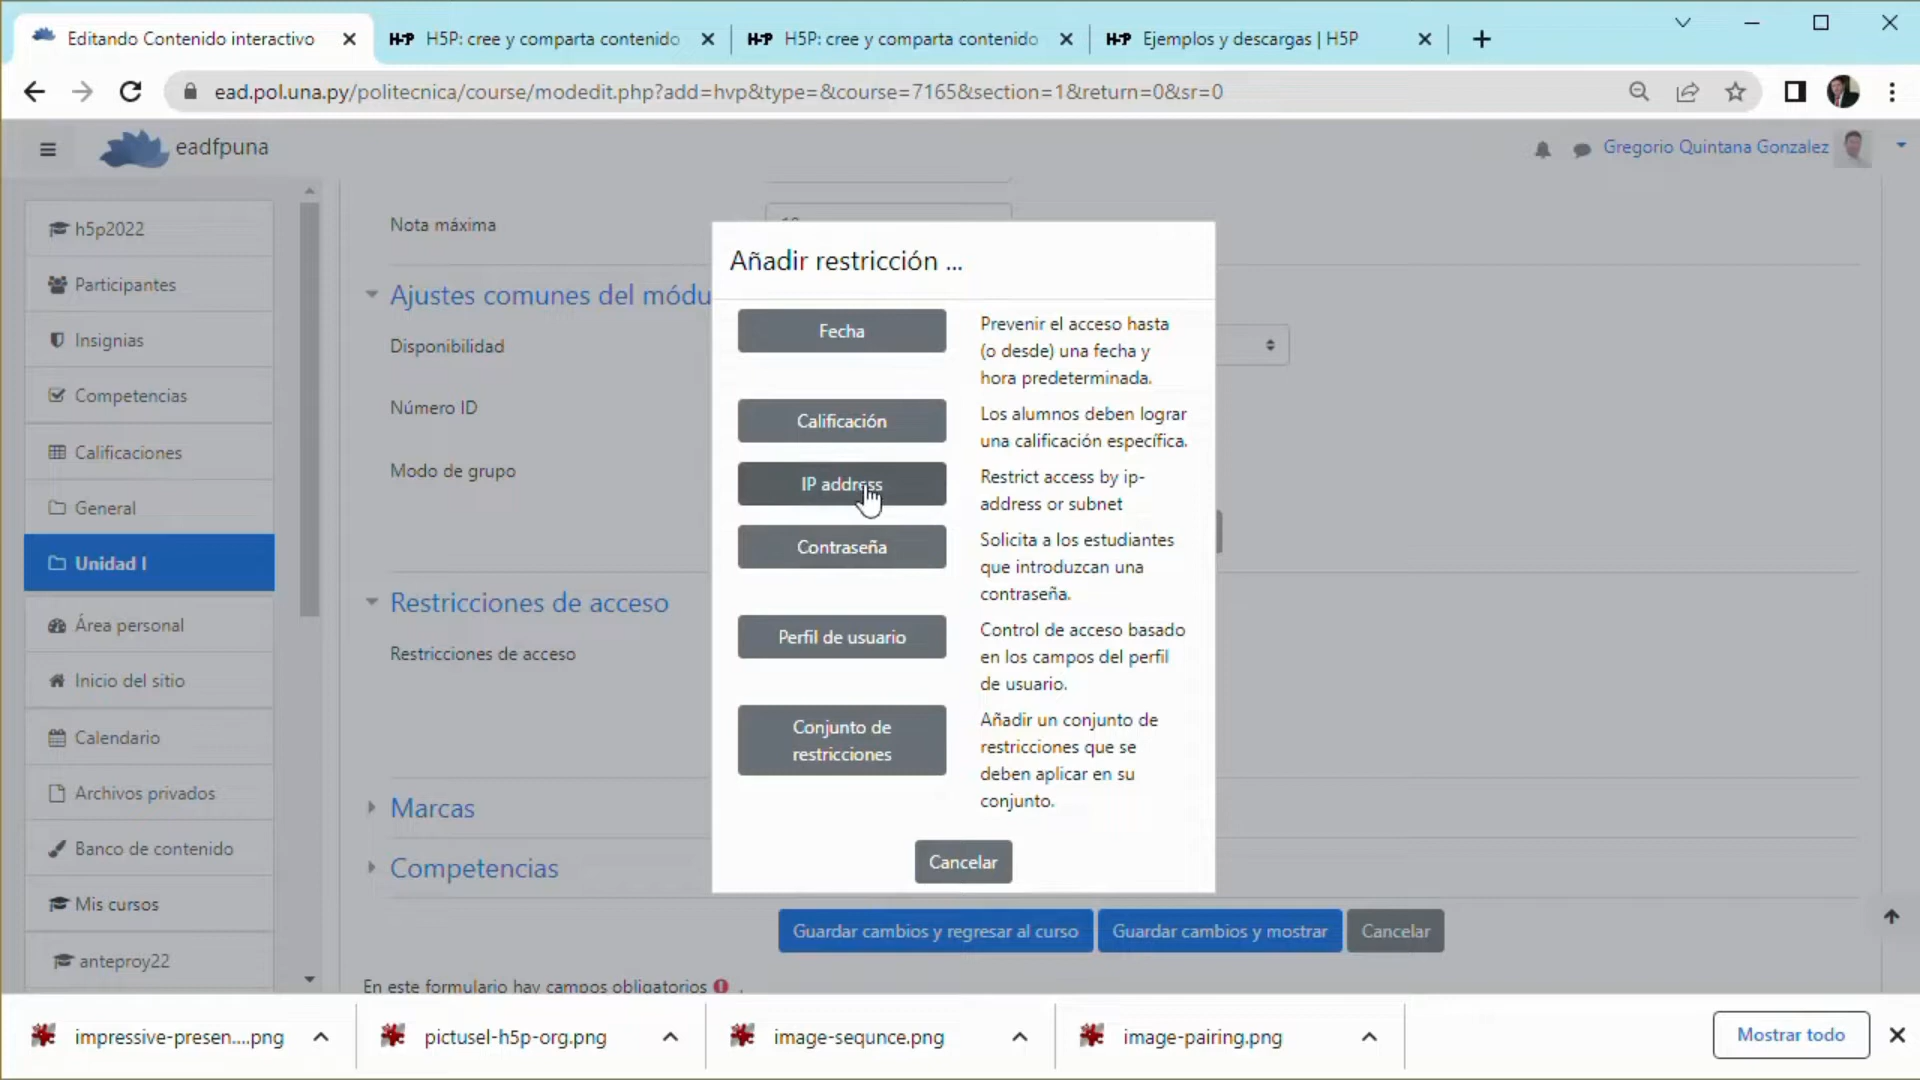 Editando Contenido interactivo
H5P: cree y comparta contenido
H5P: cree y comparta contenido
Ejemplos y descargas | H5P
ead.pol.una.py/politecnica/course/modedit.php?add=hvp&type=&course=7165&section=1&return=0&sr=0
eadfpuna
Gregorio Quintana Gonzalez
h5p2022
Participantes
Insignias
Competencias
Calificaciones
General
Unidad I
Área personal
Inicio del sitio
Calendario
Archivos privados
Banco de contenido
Mis cursos
anteproy22
Nota máxima
Ajustes comunes del módu
Disponibilidad
Número ID
Modo de grupo
Restricciones de acceso
Restricciones de acceso
Marcas
Competencias
Añadir restricción ...
Fecha
Prevenir el acceso hasta
(o desde) una fecha y
hora predeterminada.
Calificación
Los alumnos deben lograr
una calificación específica.
IP address
Restrict access by ip-
address or subnet
Contraseña
Solicita a los estudiantes
que introduzcan una
contraseña.
Perfil de usuario
Control de acceso basado
en los campos del perfil
de usuario.
Conjunto de
restricciones
Añadir un conjunto de
restricciones que se
deben aplicar en su
conjunto.
Cancelar
Guardar cambios y regresar al curso
Guardar cambios y mostrar
Cancelar
En este formulario hay campos obligatorios
impressive-presen....png
pictusel-h5p-org.png
image-sequnce.png
image-pairing.png
Mostrar todo